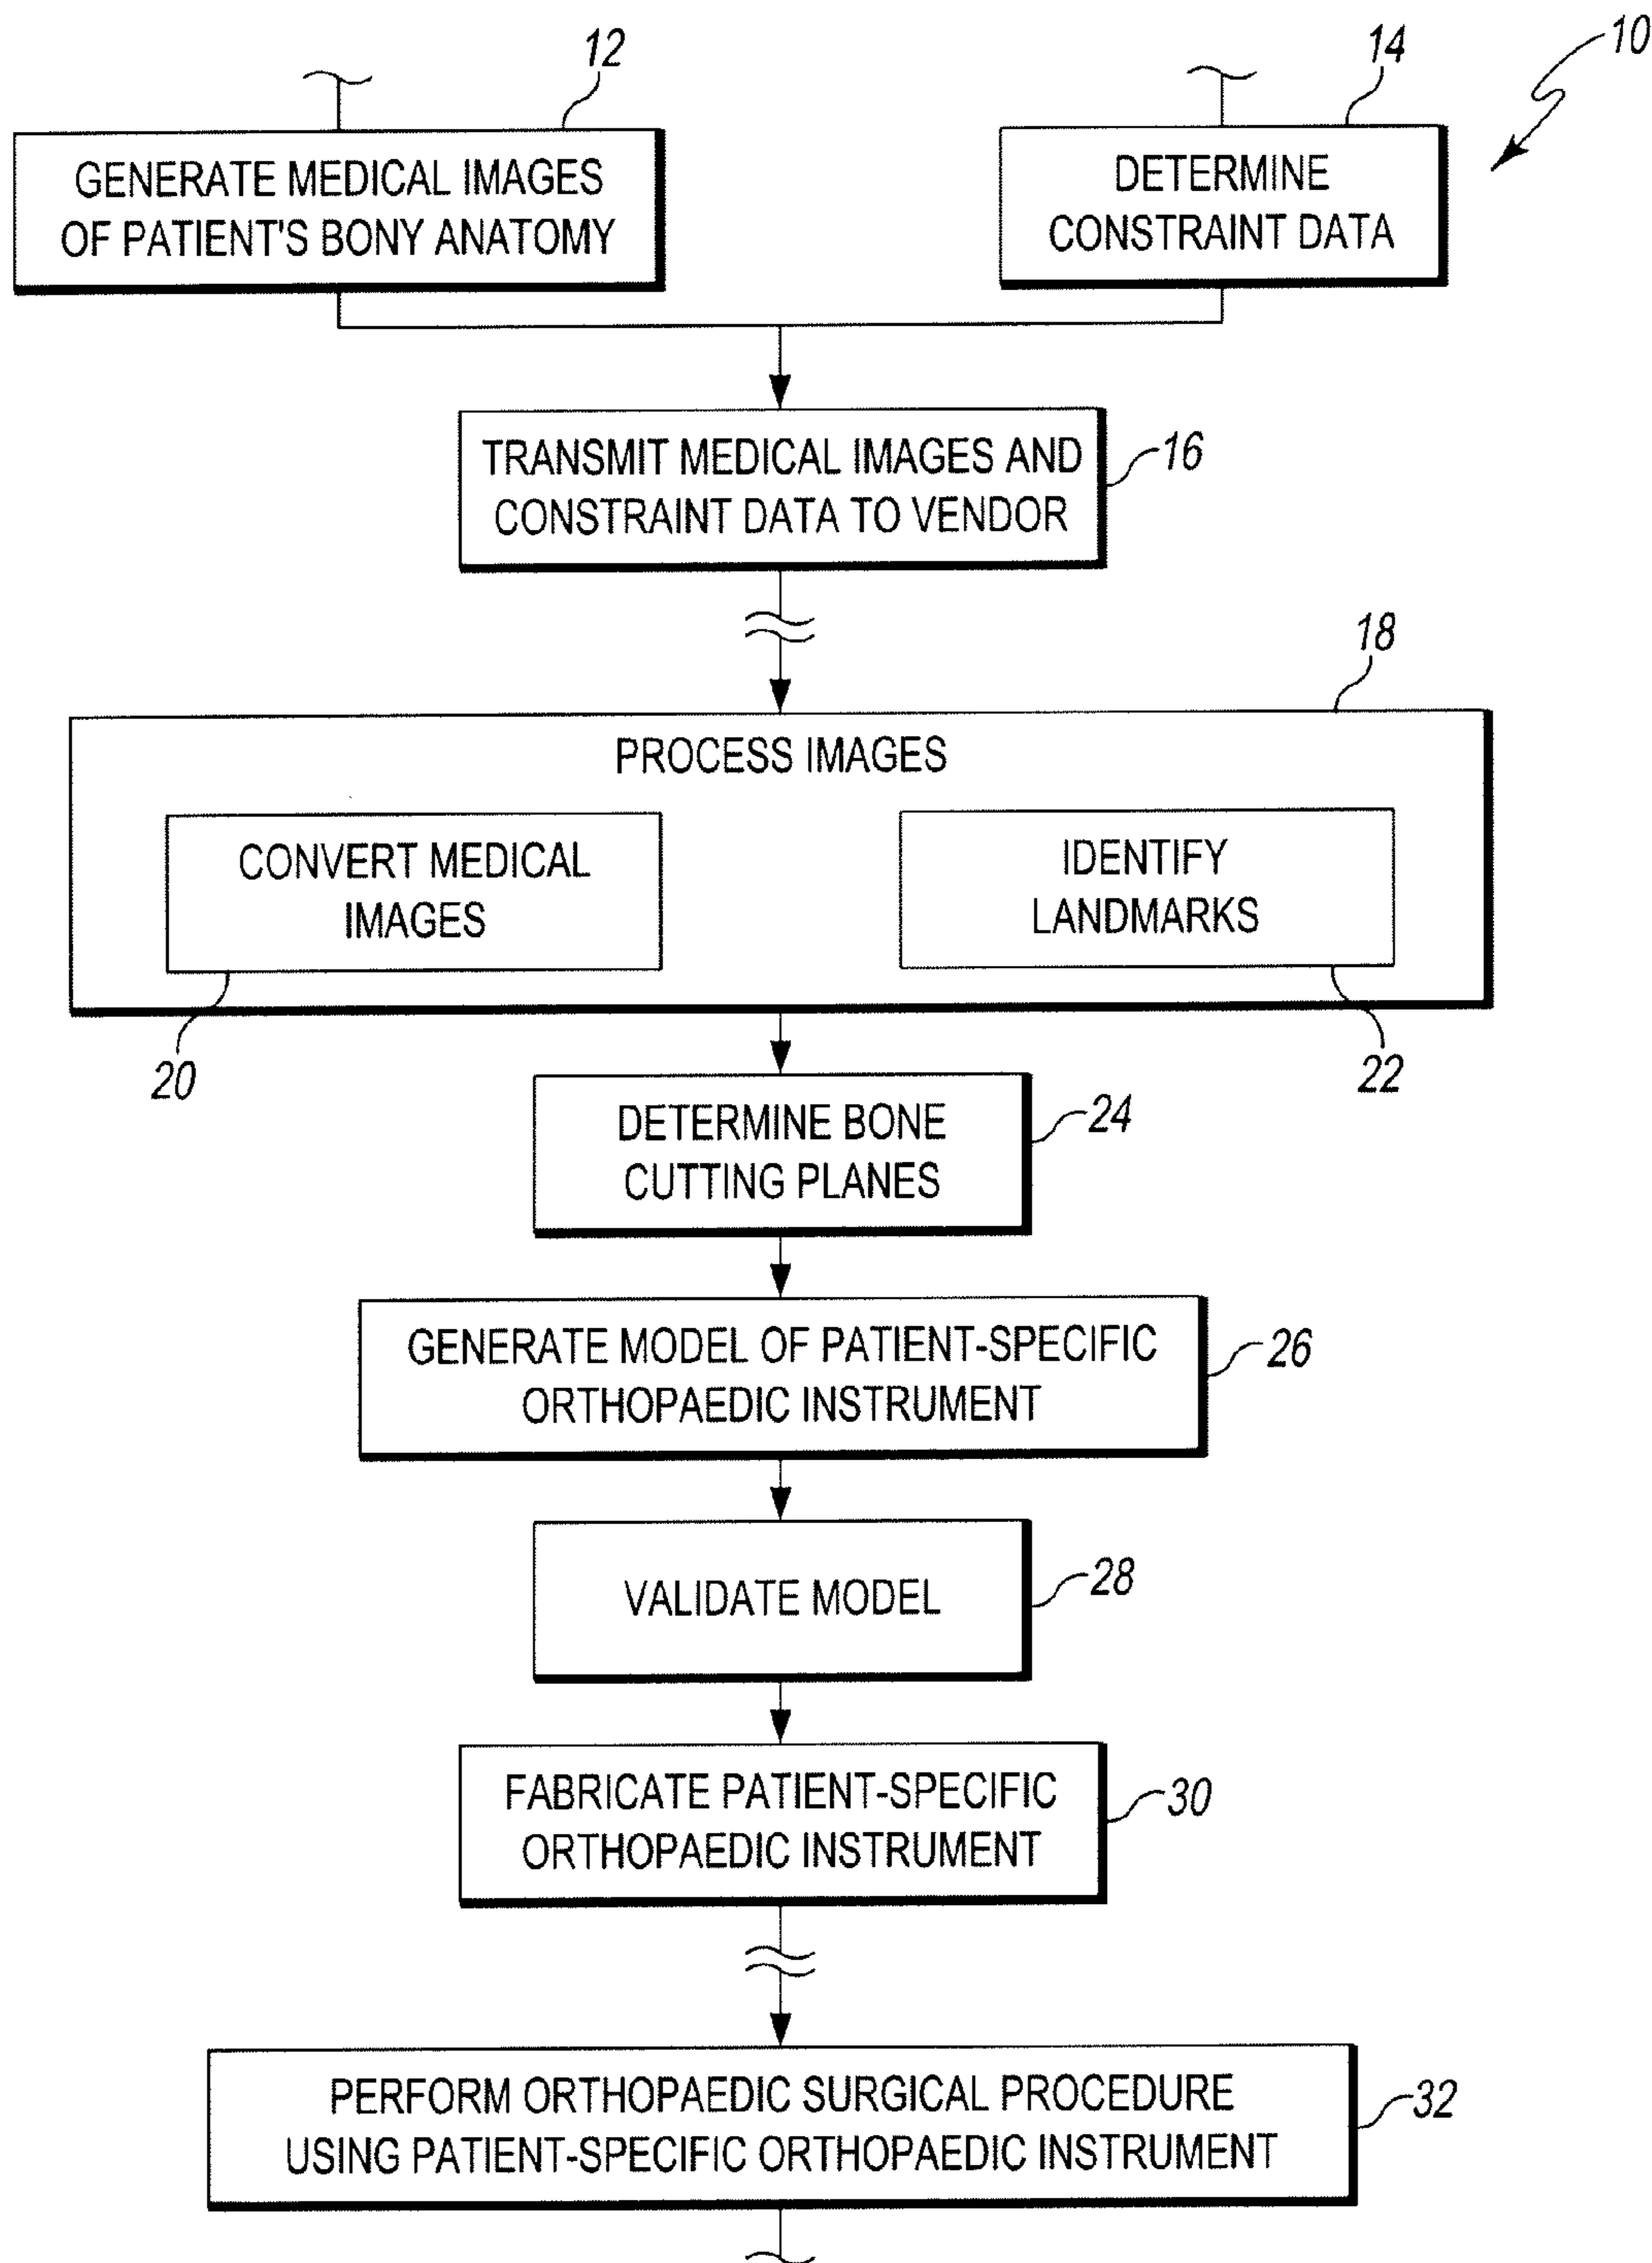 10
12
14
GENERATE MEDICAL IMAGES
OF PATIENT'S BONY ANATOMY
DETERMINE
CONSTRAINT DATA
TRANSMIT MEDICAL IMAGES AND
CONSTRAINT DATA TO VENDOR
16
18
PROCESS IMAGES
CONVERT MEDICAL
IMAGES
IDENTIFY
LANDMARKS
20
22
DETERMINE BONE
CUTTING PLANES
24
GENERATE MODEL OF PATIENT-SPECIFIC
ORTHOPAEDIC INSTRUMENT
26
VALIDATE MODEL
28
FABRICATE PATIENT-SPECIFIC
ORTHOPAEDIC INSTRUMENT
30
PERFORM ORTHOPAEDIC SURGICAL PROCEDURE
USING PATIENT-SPECIFIC ORTHOPAEDIC INSTRUMENT
32